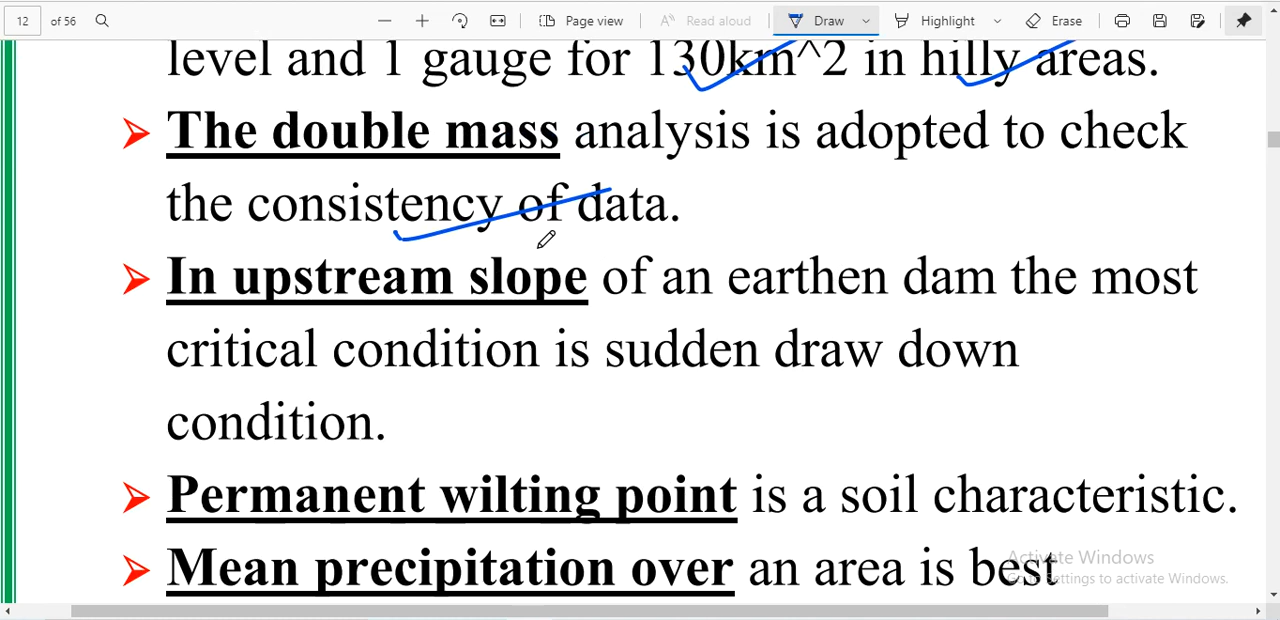 12 of 56 Page view Read aloud Draw Highlight Erase
level and 1 gauge for 130km^2 in hilly areas.
The double mass analysis is adopted to check
the consistency of data.
In upstream slope of an earthen dam the most
critical condition is sudden draw down
condition.
Permanent wilting point is a soil characteristic.
Mean precipitation over an area is best
Activate Windows
Go to Settings to activate Windows.